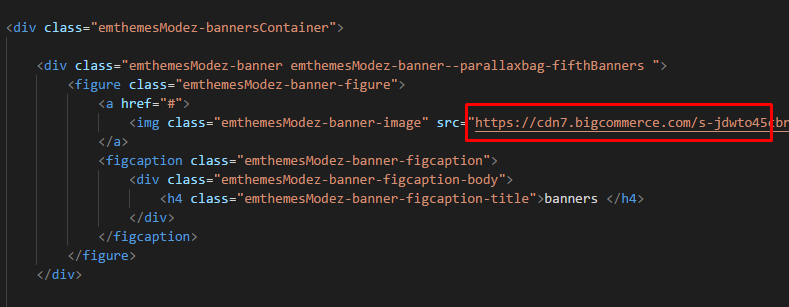 <div class="emthemesModez-bannersContainer">
<div class="emthemesModez-banner emthemesModez-banner--parallaxbag-fifthBanners ">
<figure class="emthemesModez-banner-figure">
<a href="#">
<img class="emthemesModez-banner-image" src="https://cdn7.bigcommerce.com/s-jdwto45cbr
</a>
<figcaption class="emthemesModez-banner-figcaption">
<div class="emthemesModez-banner-figcaption-body">
<h4 class="emthemesModez-banner-figcaption-title">banners </h4>
</div>
</figcaption>
</figure>
</div>